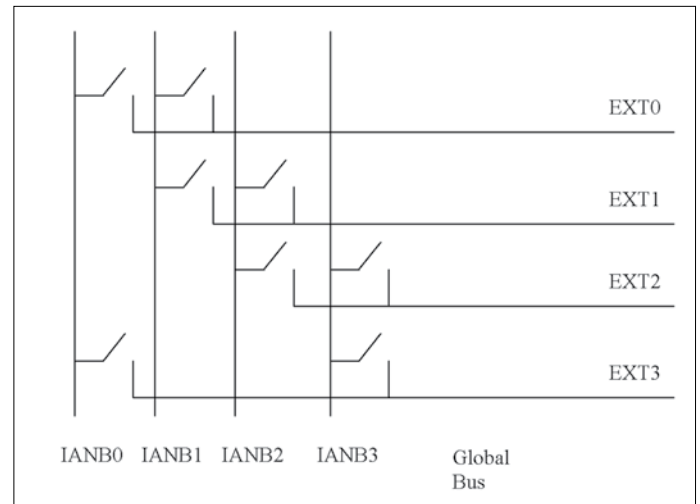 EXT0
EXT1
EXT2
EXT3
IANB0 IANB1 IANB2 IANB3 Global
Bus